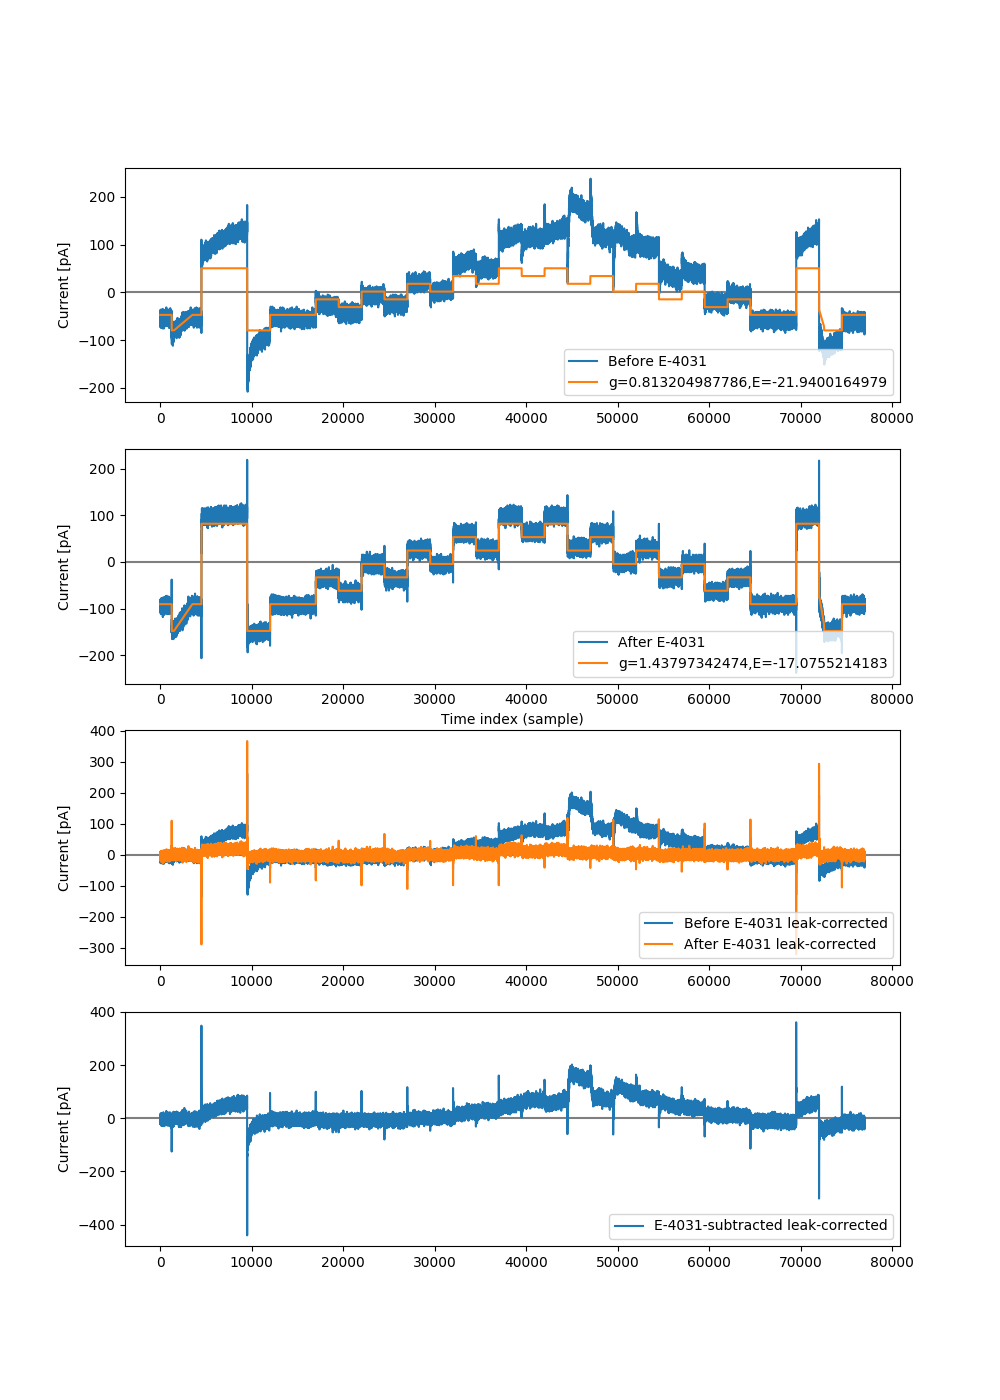 200
100
0
−100
−200
Current [pA]
Before E-4031
g=0.813204987786,E=-21.9400164979
0 10000 20000 30000 40000 50000 60000 70000 80000
200
100
0
−100
−200
Current [pA]
After E-4031
g=1.43797342474,E=-17.0755214183
0 10000 20000 30000 40000 50000 60000 70000 80000
Time index (sample)
400
300
200
100
0
−100
−200
−300
Current [pA]
Before E-4031 leak-corrected
After E-4031 leak-corrected
0 10000 20000 30000 40000 50000 60000 70000 80000
400
200
0
−200
−400
Current [pA]
E-4031-subtracted leak-corrected
0 10000 20000 30000 40000 50000 60000 70000 80000